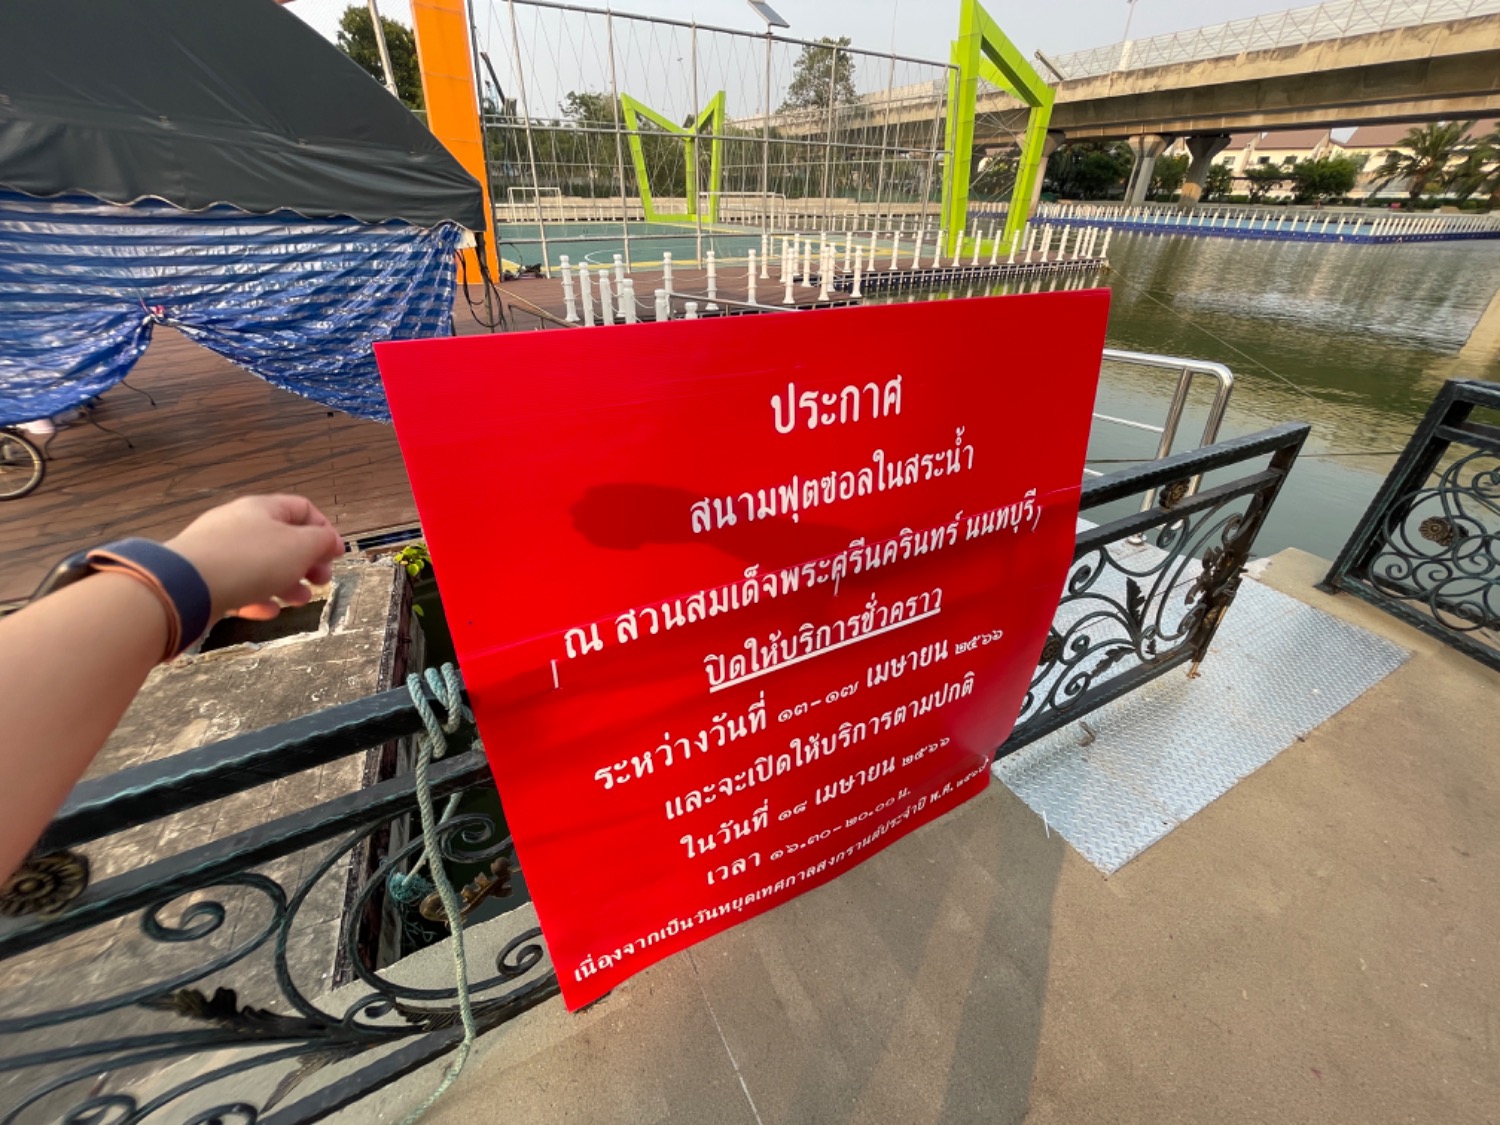 ประกาศ
สนามฟุตซอลในสระน้ำ
ณ สวนสมเด็จพระศรีนครินทร์ นนทบุรี
ปิดให้บริการชั่วคราว
ระหว่างวันที่ ๑๓-๑๗ เมษายน ๒๕๖๖
และจะเปิดให้บริการตามปกติ
ในวันที่ ๑๘ เมษายน ๒๕๖๖
เวลา ๑๖.๓๐-๒๐.๐๐ น.
เนื่องจากเป็นวันหยุดเทศกาลสงกรานต์ประจำปี พ.ศ.